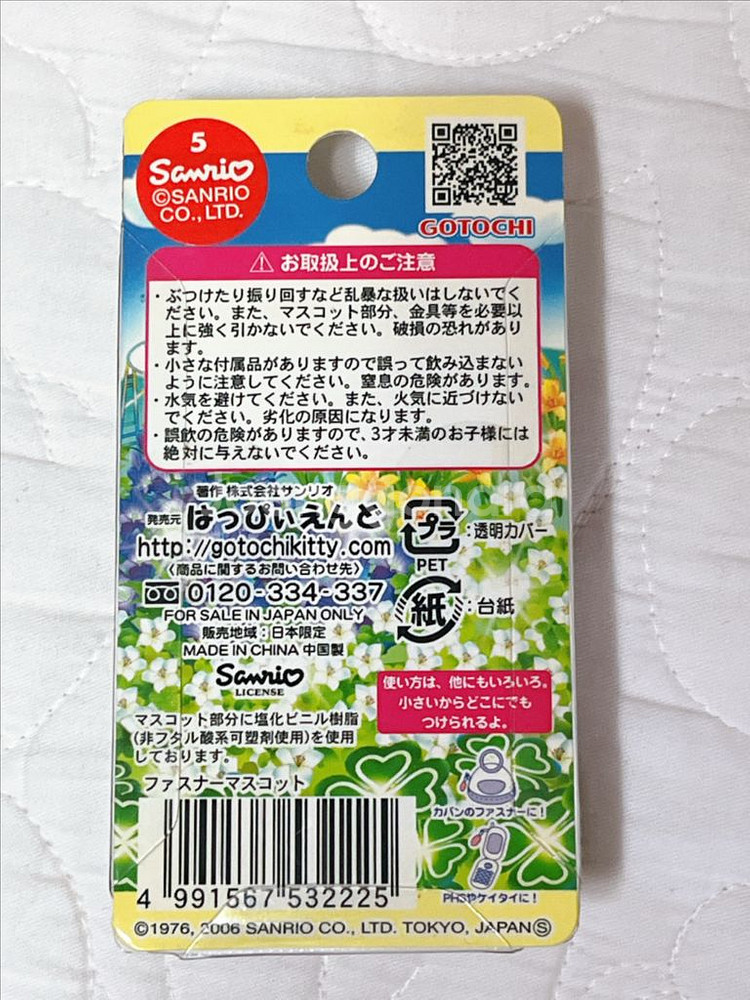 5
Sanrio
©SANRIO
CO., LTD.
GOTOCHI
⚠ お取扱上のご注意
・ぶつけたり振り回すなど乱暴な扱いはしないでく
ださい。また、マスコット部分、金具等を必要以
上に強く引かないでください。破損の恐れがあり
ます。
・小さな付属品がありますので誤って飲み込まない
ように注意してください。窒息の危険があります。
・水気を避けてください。また、火気に近づけない
でください。劣化の原因になります。
・誤飲の危険がありますので、3才未満のお子様には
絶対に与えないでください。
著作 株式会社サンリオ
発売元 はっぴぃえんど
http://gotochikitty.com
〈商品に関するお問い合わせ先〉
0120-334-337
FOR SALE IN JAPAN ONLY
販売地域:日本限定
MADE IN CHINA 中国製
Sanrio
LICENSE
プラ :透明カバー
PET
紙 :台紙
マスコット部分に塩化ビニル樹脂
(非フタル酸系可塑剤使用)を使用
しております。
ファスナーマスコット
使い方は、他にもいろいろ。
小さいからどこにでも
つけられるよ。
カバンのファスナーに!
PHSやケイタイに!
4 991567 532225
©1976, 2006 SANRIO CO., LTD. TOKYO, JAPAN Ⓢ